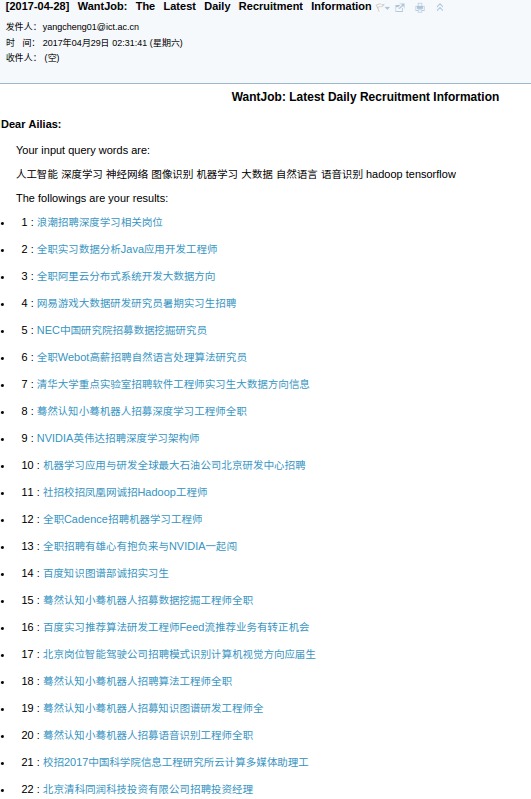 [2017-04-28] WantJob: The Latest Daily Recruitment Information
发件人: yangcheng01@ict.ac.cn
时 间: 2017年04月29日 02:31:41 (星期六)
收件人: (空)
WantJob: Latest Daily Recruitment Information
Dear Ailias:
Your input query words are:
人工智能 深度学习 神经网络 图像识别 机器学习 大数据 自然语言 语音识别 hadoop tensorflow
The followings are your results:
1 : 浪潮招聘深度学习相关岗位
2 : 全职实习数据分析Java应用开发工程师
3 : 全职阿里云分布式系统开发大数据方向
4 : 网易游戏大数据研发研究员暑期实习生招聘
5 : NEC中国研究院招募数据挖掘研究员
6 : 全职Webot高薪招聘自然语言处理算法研究员
7 : 清华大学重点实验室招聘软件工程师实习生大数据方向信息
8 : 蓦然认知小蓦机器人招募深度学习工程师全职
9 : NVIDIA英伟达招聘深度学习架构师
10 : 机器学习应用与研发全球最大石油公司北京研发中心招聘
11 : 社招校招凤凰网诚招Hadoop工程师
12 : 全职Cadence招聘机器学习工程师
13 : 全职招聘有雄心有抱负来与NVIDIA一起闯
14 : 百度知识图谱部诚招实习生
15 : 蓦然认知小蓦机器人招募数据挖掘工程师全职
16 : 百度实习推荐算法研发工程师Feed流推荐业务有转正机会
17 : 北京岗位智能驾驶公司招聘模式识别计算机视觉方向应届生
18 : 蓦然认知小蓦机器人招聘算法工程师全职
19 : 蓦然认知小蓦机器人招募知识图谱研发工程师全
20 : 蓦然认知小蓦机器人招募语音识别工程师全职
21 : 校招2017中国科学院信息工程研究所云计算多媒体助理工
22 : 北京清科同润科技投资有限公司招聘投资经理